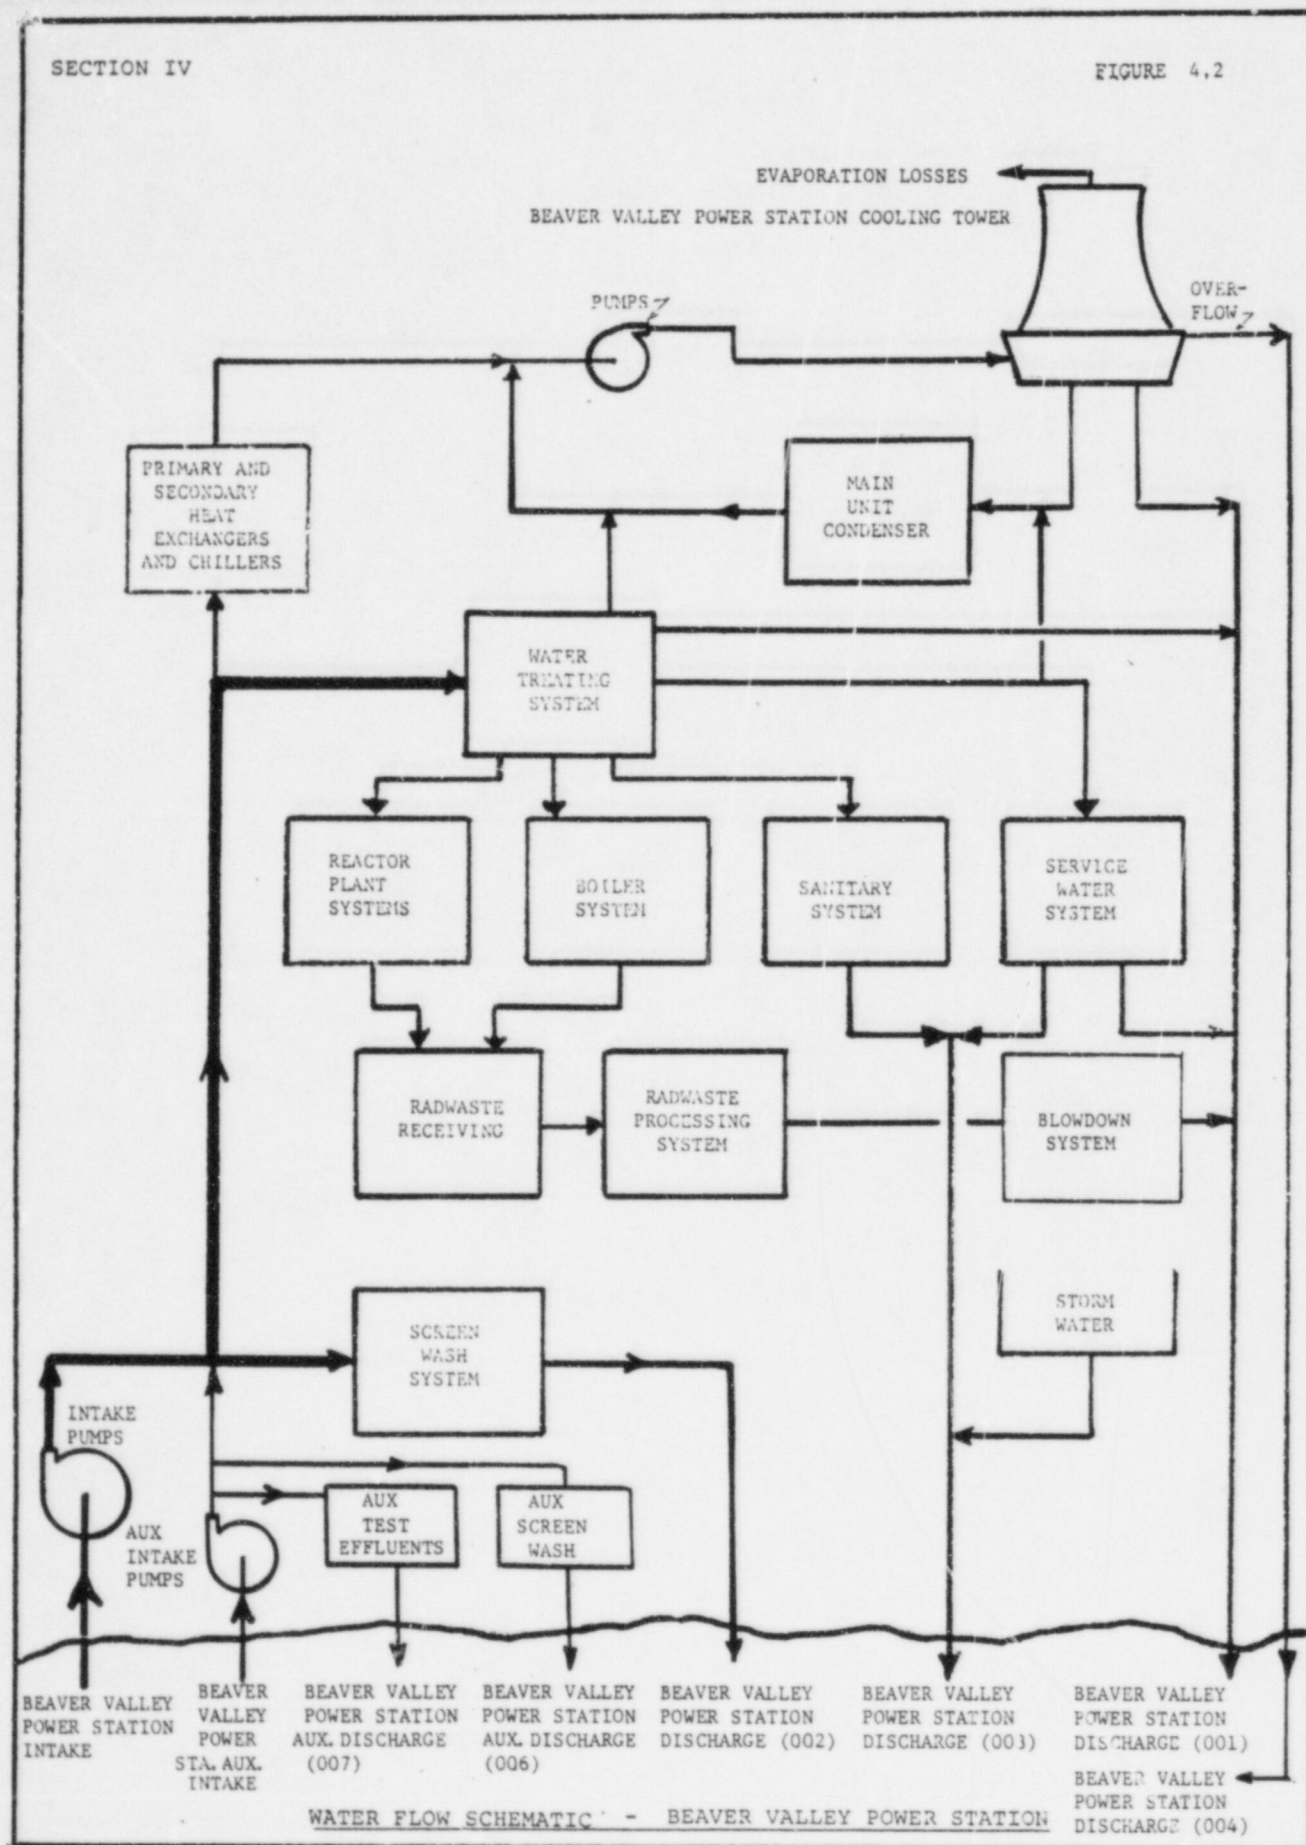 SECTION IV
FIGURE 4.2
EVAPORATION LOSSES
BEAVER VALLEY POWER STATION COOLING TOWER
PUMPS
OVER-
FLOW
PRIMARY AND
SECONDARY
HEAT
EXCHANGERS
AND CHILLERS
MAIN
UNIT
CONDENSER
WATER
TREATING
SYSTEM
REACTOR
PLANT
SYSTEMS
BOILER
SYSTEM
SANITARY
SYSTEM
SERVICE
WATER
SYSTEM
RADWASTE
RECEIVING
RADWASTE
PROCESSING
SYSTEM
BLOWDOWN
SYSTEM
SCREEN
WASH
SYSTEM
STORM
WATER
INTAKE
PUMPS
AUX
INTAKE
PUMPS
AUX
TEST
EFFLUENTS
AUX
SCREEN
WASH
BEAVER VALLEY
POWER STATION
INTAKE
BEAVER
VALLEY
POWER
STA. AUX.
INTAKE
BEAVER VALLEY
POWER STATION
AUX. DISCHARGE
(007)
BEAVER VALLEY
POWER STATION
AUX. DISCHARGE
(006)
BEAVER VALLEY
POWER STATION
DISCHARGE (002)
BEAVER VALLEY
POWER STATION
DISCHARGE (003)
BEAVER VALLEY
POWER STATION
DISCHARGE (001)
BEAVER VALLEY
POWER STATION
DISCHARGE (004)
WATER FLOW SCHEMATIC - BEAVER VALLEY POWER STATION